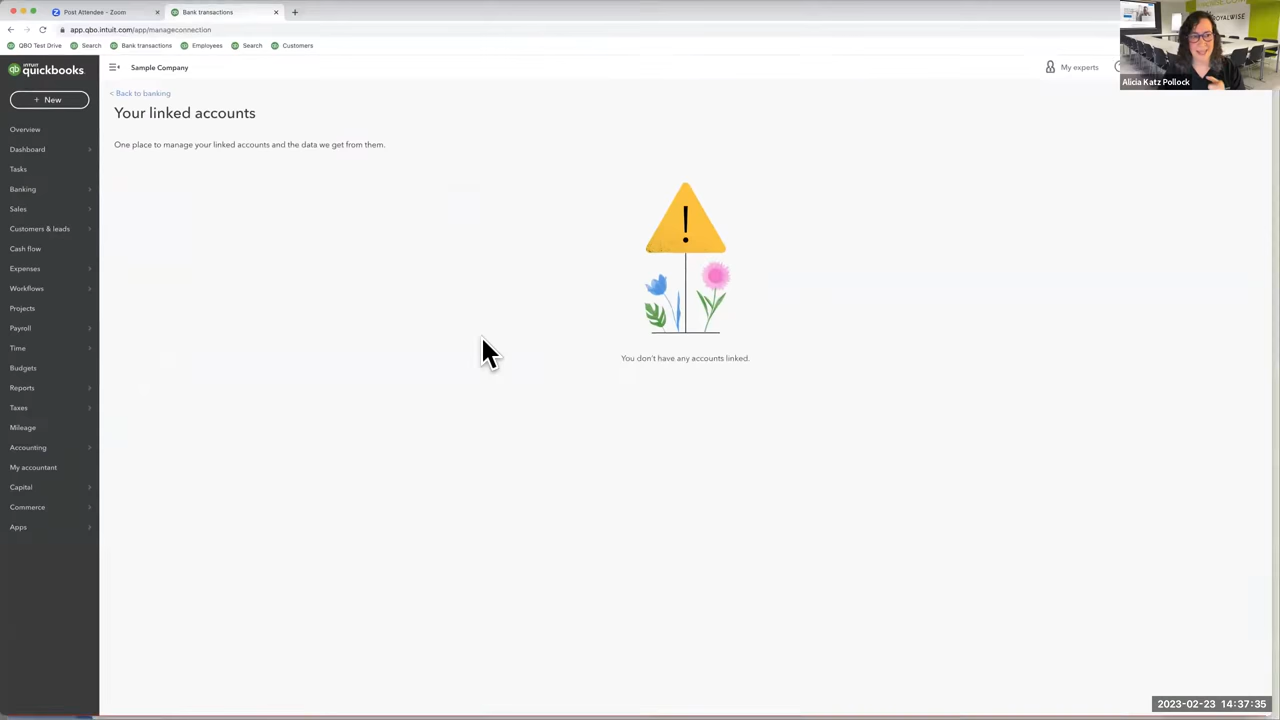 Post Attendee - Zoom
Bank transactions
app.qbo.intuit.com/app/manageconnection
QBO Test Drive
Search
Bank transactions
Employees
Search
Customers
ROYALWISE
Alicia Katz Pollock
INTUIT
quickbooks.
Sample Company
My experts
+ New
< Back to banking
Your linked accounts
One place to manage your linked accounts and the data we get from them.
Overview
Dashboard
Tasks
Banking
Sales
Customers & leads
Cash flow
Expenses
Workflows
Projects
Payroll
Time
Budgets
Reports
Taxes
Mileage
Accounting
My accountant
Capital
Commerce
Apps
!
You don't have any accounts linked.
2023-02-23 14:37:35